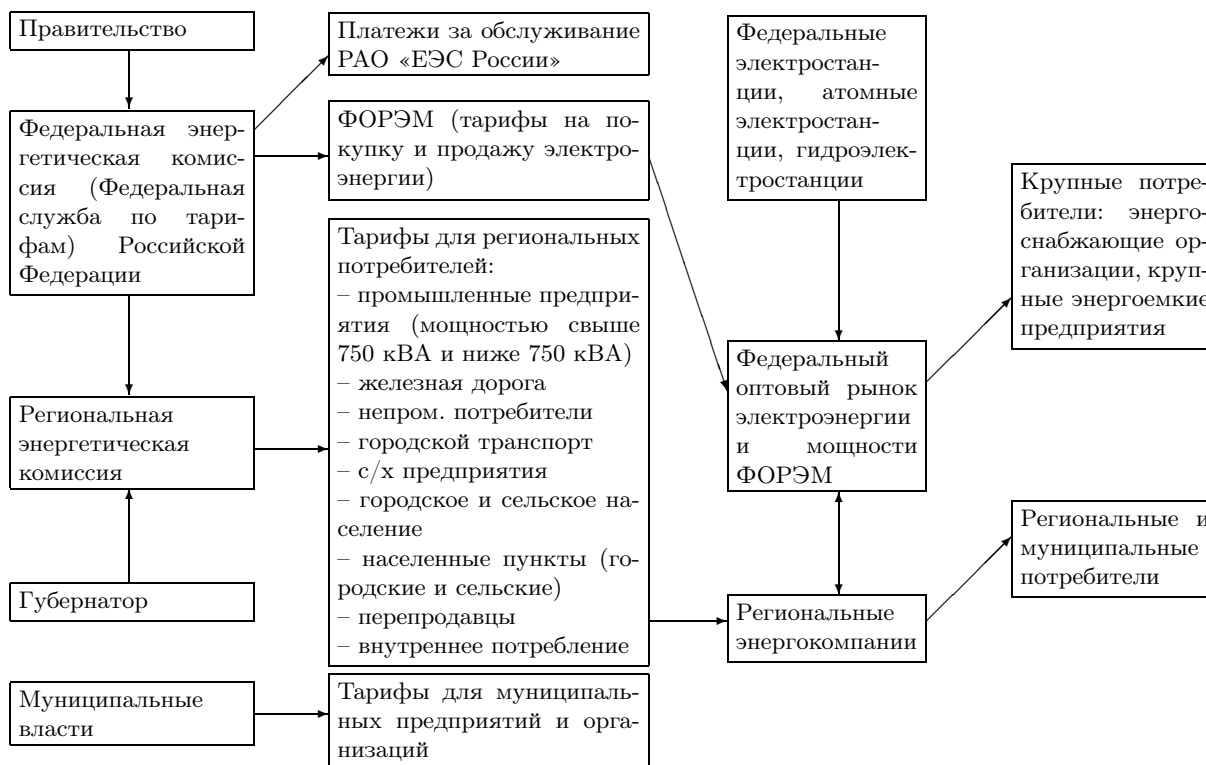 Правительство
Федеральная энер-
гетическая комис-
сия (Федеральная
служба по тари-
фам) Российской
Федерации
Региональная
энергетическая
комиссия
Губернатор
Муниципальные
власти
Платежи за обслуживание
РАО «ЕЭС России»
ФОРЭМ (тарифы на по-
купку и продажу электро-
энергии)
Тарифы для региональных
потребителей:
– промышленные предпри-
ятия (мощностью свыше
750 кВА и ниже 750 кВА)
– железная дорога
– непром. потребители
– городской транспорт
– с/х предприятия
– городское и сельское на-
селение
– населенные пункты (го-
родские и сельские)
– перепродавцы
– внутреннее потребление
Тарифы для муниципаль-
ных предприятий и орга-
низаций
Федеральные
электростан-
ции, атомные
электростан-
ции, гидроэлек-
тростанции
Федеральный
оптовый рынок
электроэнергии
и мощности
ФОРЭМ
Региональные
энергокомпании
Крупные потре-
бители: энерго-
снабжающие ор-
ганизации, круп-
ные энергоемкие
предприятия
Региональные и
муниципальные
потребители